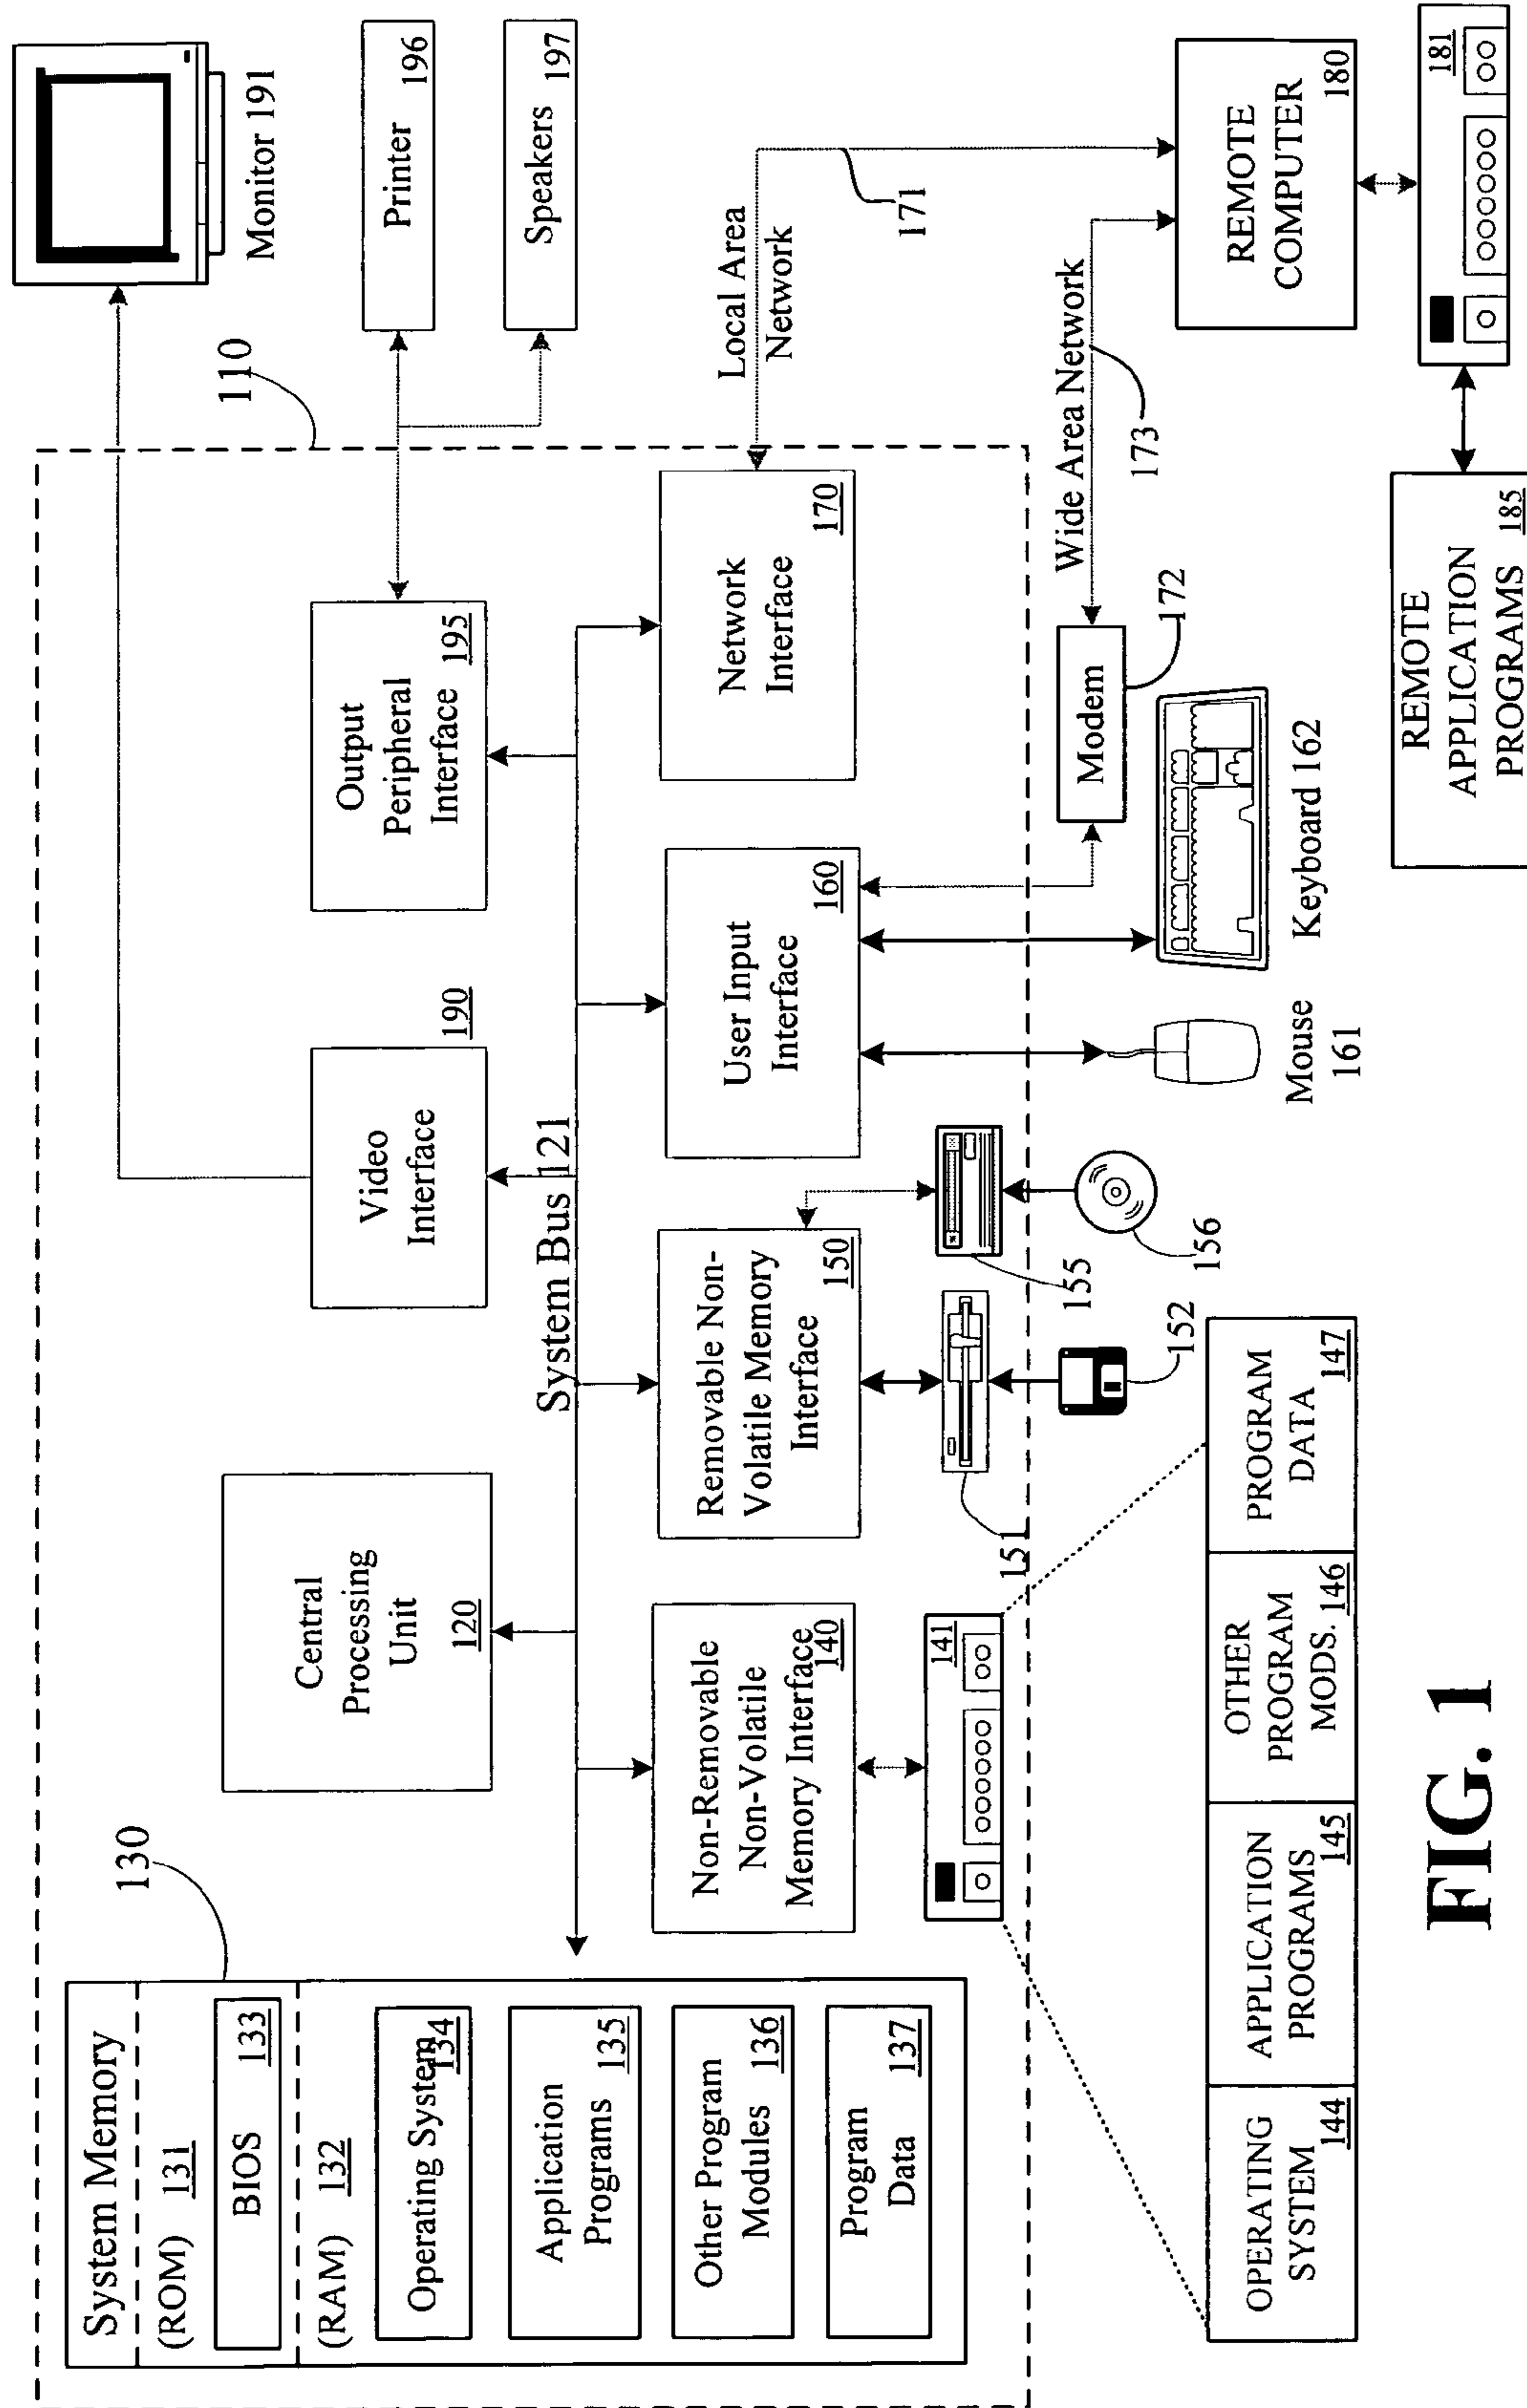 System Memory
(ROM) 131
BIOS 133
(RAM) 132
Operating System
134
Application
Programs 135
Other Program
Modules 136
Program
Data 137
130
Central
Processing
Unit
120
Video
Interface
190
Output
Peripheral
Interface 195
110
Monitor 191
Printer 196
Speakers 197
System Bus 121
Non-Removable
Non-Volatile
Memory Interface
140
Removable Non-
Volatile Memory
Interface
150
User Input
Interface
160
Network
Interface
170
Local Area
Network
171
141
151
152
155
156
Mouse
161
Keyboard 162
Modem
172
Wide Area Network
173
REMOTE
COMPUTER
180
181
REMOTE
APPLICATION
PROGRAMS 185
OPERATING
SYSTEM 144
APPLICATION
PROGRAMS 145
OTHER
PROGRAM
MODS. 146
PROGRAM
DATA 147
FIG. 1